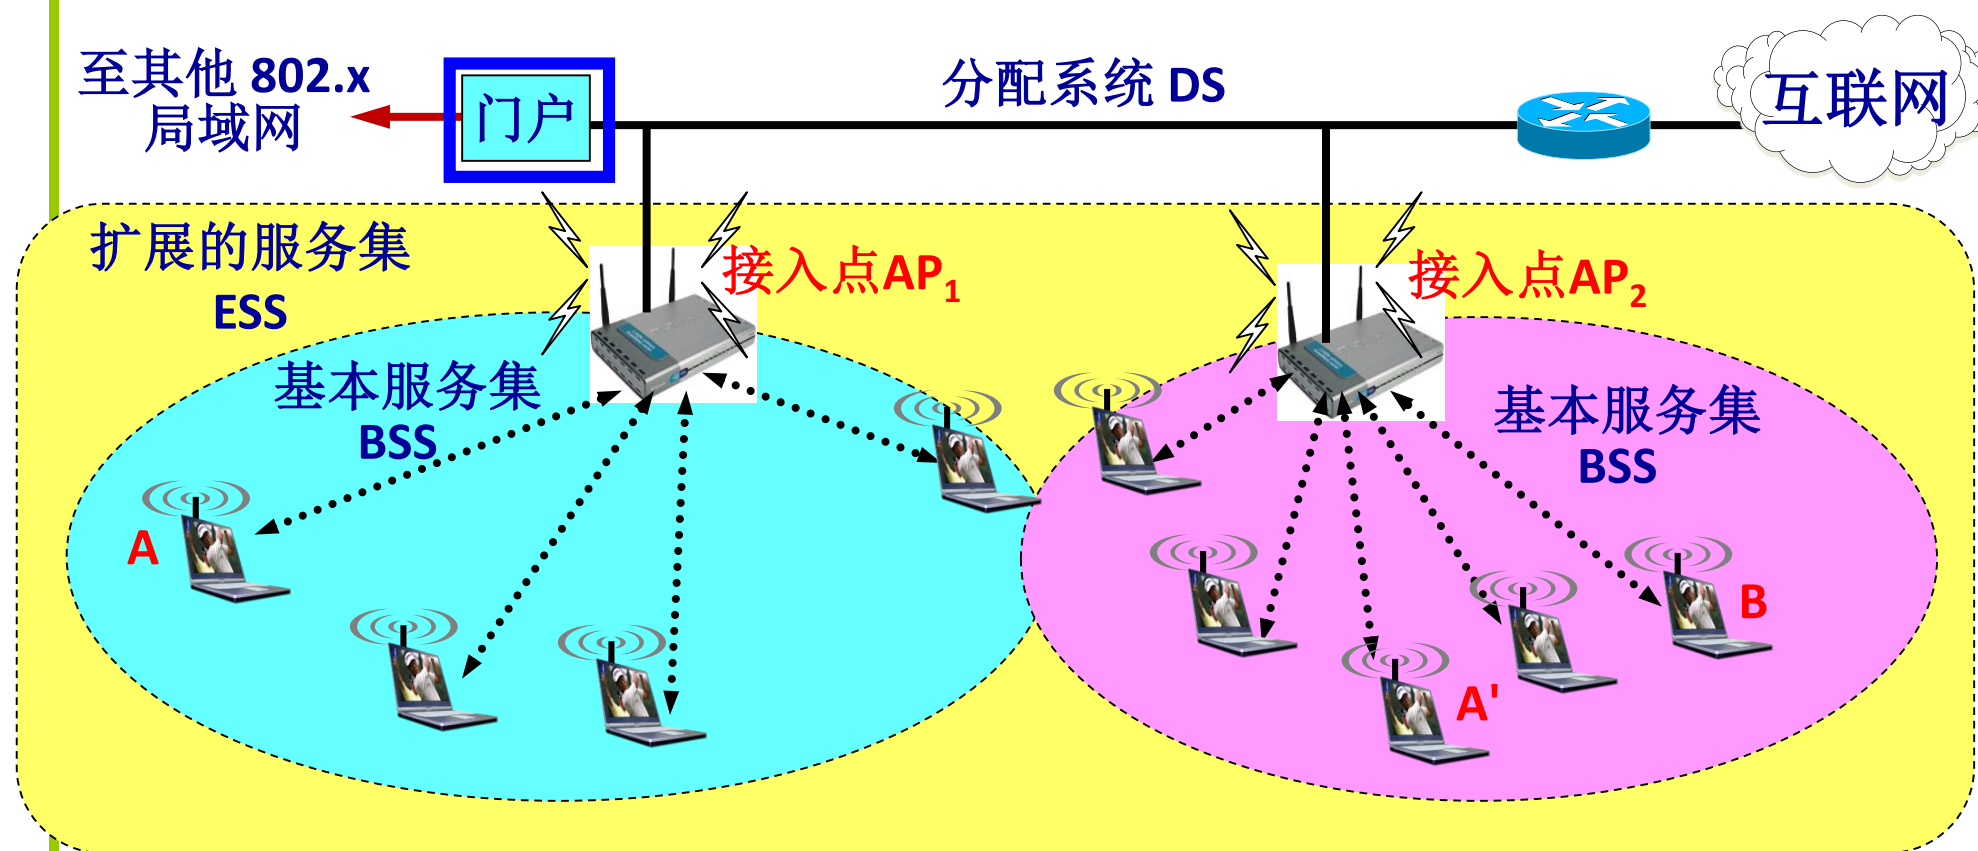 至其他 802.x
局域网
门户
分配系统 DS
互联网
扩展的服务集
ESS
接入点AP₁
接入点AP₂
基本服务集
BSS
基本服务集
BSS
A
B
A'